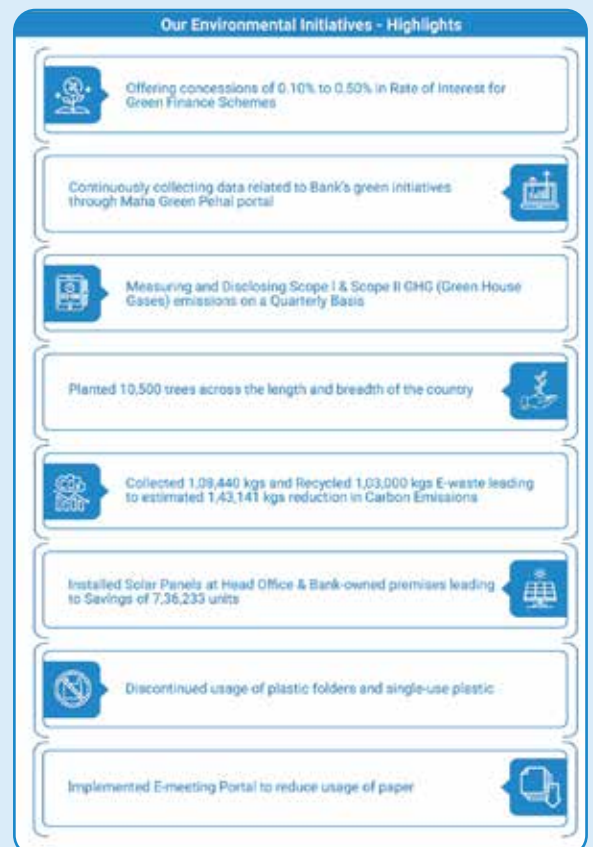 Our Environmental Initiatives - Highlights
Offering concessions of 0.10% to 0.50% in Rate of Interest for
Green Finance Schemes
Continuously collecting data related to Bank's green initiatives
through Maha Green Pehal portal
Measuring and Disclosing Scope I & Scope II GHG (Green House
Gases) emissions on a Quarterly Basis
Planted 10,500 trees across the length and breadth of the country
Collected 1,08,440 kgs and Recycled 1,03,000 kgs E-waste leading
to estimated 1,43,141 kgs reduction in Carbon Emissions
Installed Solar Panels at Head Office & Bank-owned premises leading
to Savings of 7,36,233 units
Discontinued usage of plastic folders and single-use plastic
Implemented E-meeting Portal to reduce usage of paper